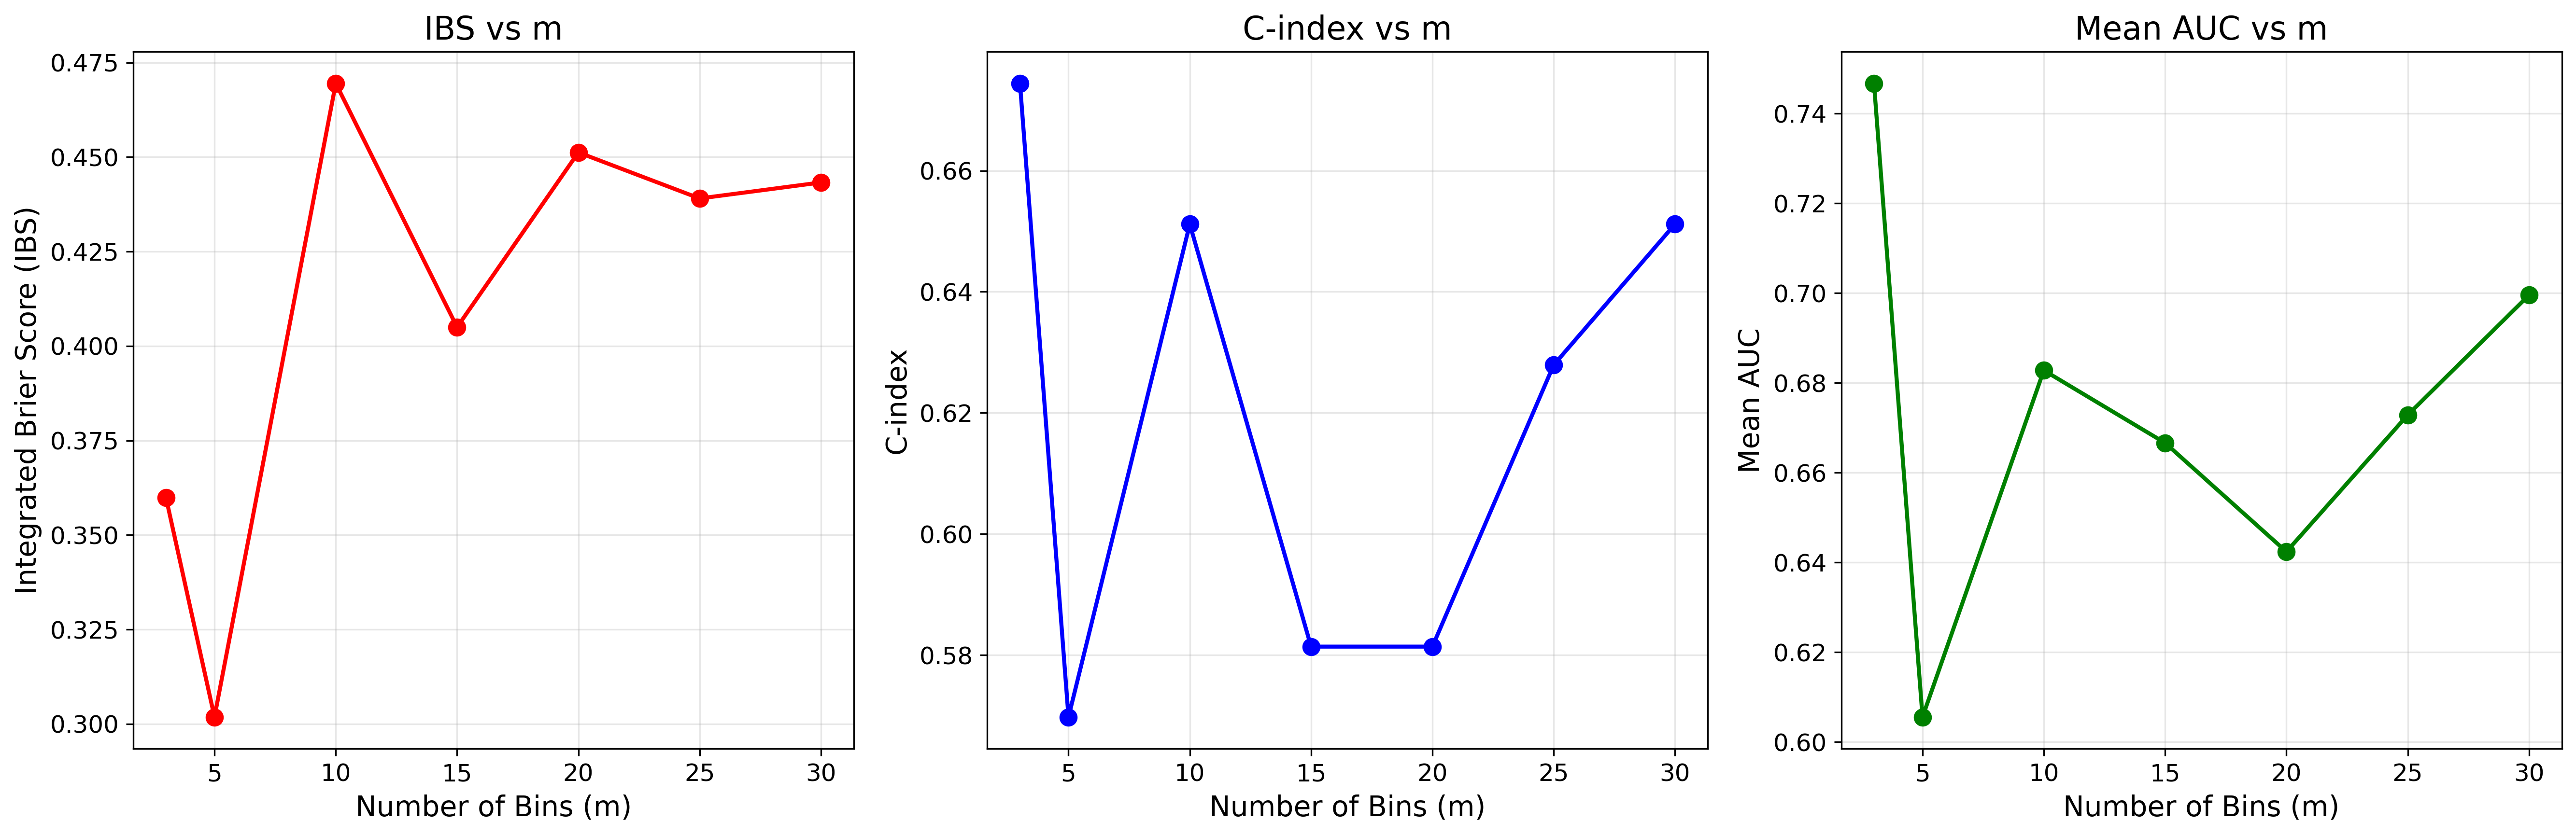 IBS vs m
Integrated Brier Score (IBS)
0.475
0.450
0.425
0.400
0.375
0.350
0.325
0.300
5 10 15 20 25 30
Number of Bins (m)
C-index vs m
C-index
0.66
0.64
0.62
0.60
0.58
5 10 15 20 25 30
Number of Bins (m)
Mean AUC vs m
Mean AUC
0.74
0.72
0.70
0.68
0.66
0.64
0.62
0.60
5 10 15 20 25 30
Number of Bins (m)